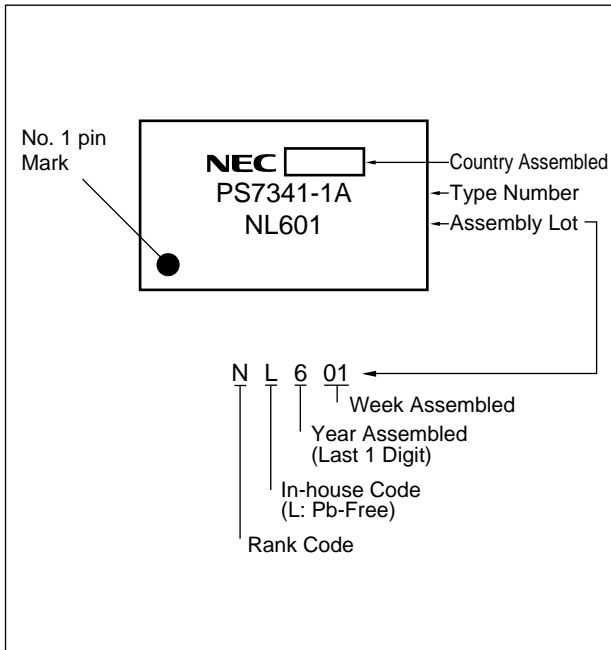 No. 1 pin
Mark
NEC
Country Assembled
PS7341-1A
Type Number
NL601
Assembly Lot
N L 6 01
Week Assembled
Year Assembled
(Last 1 Digit)
In-house Code
(L: Pb-Free)
Rank Code